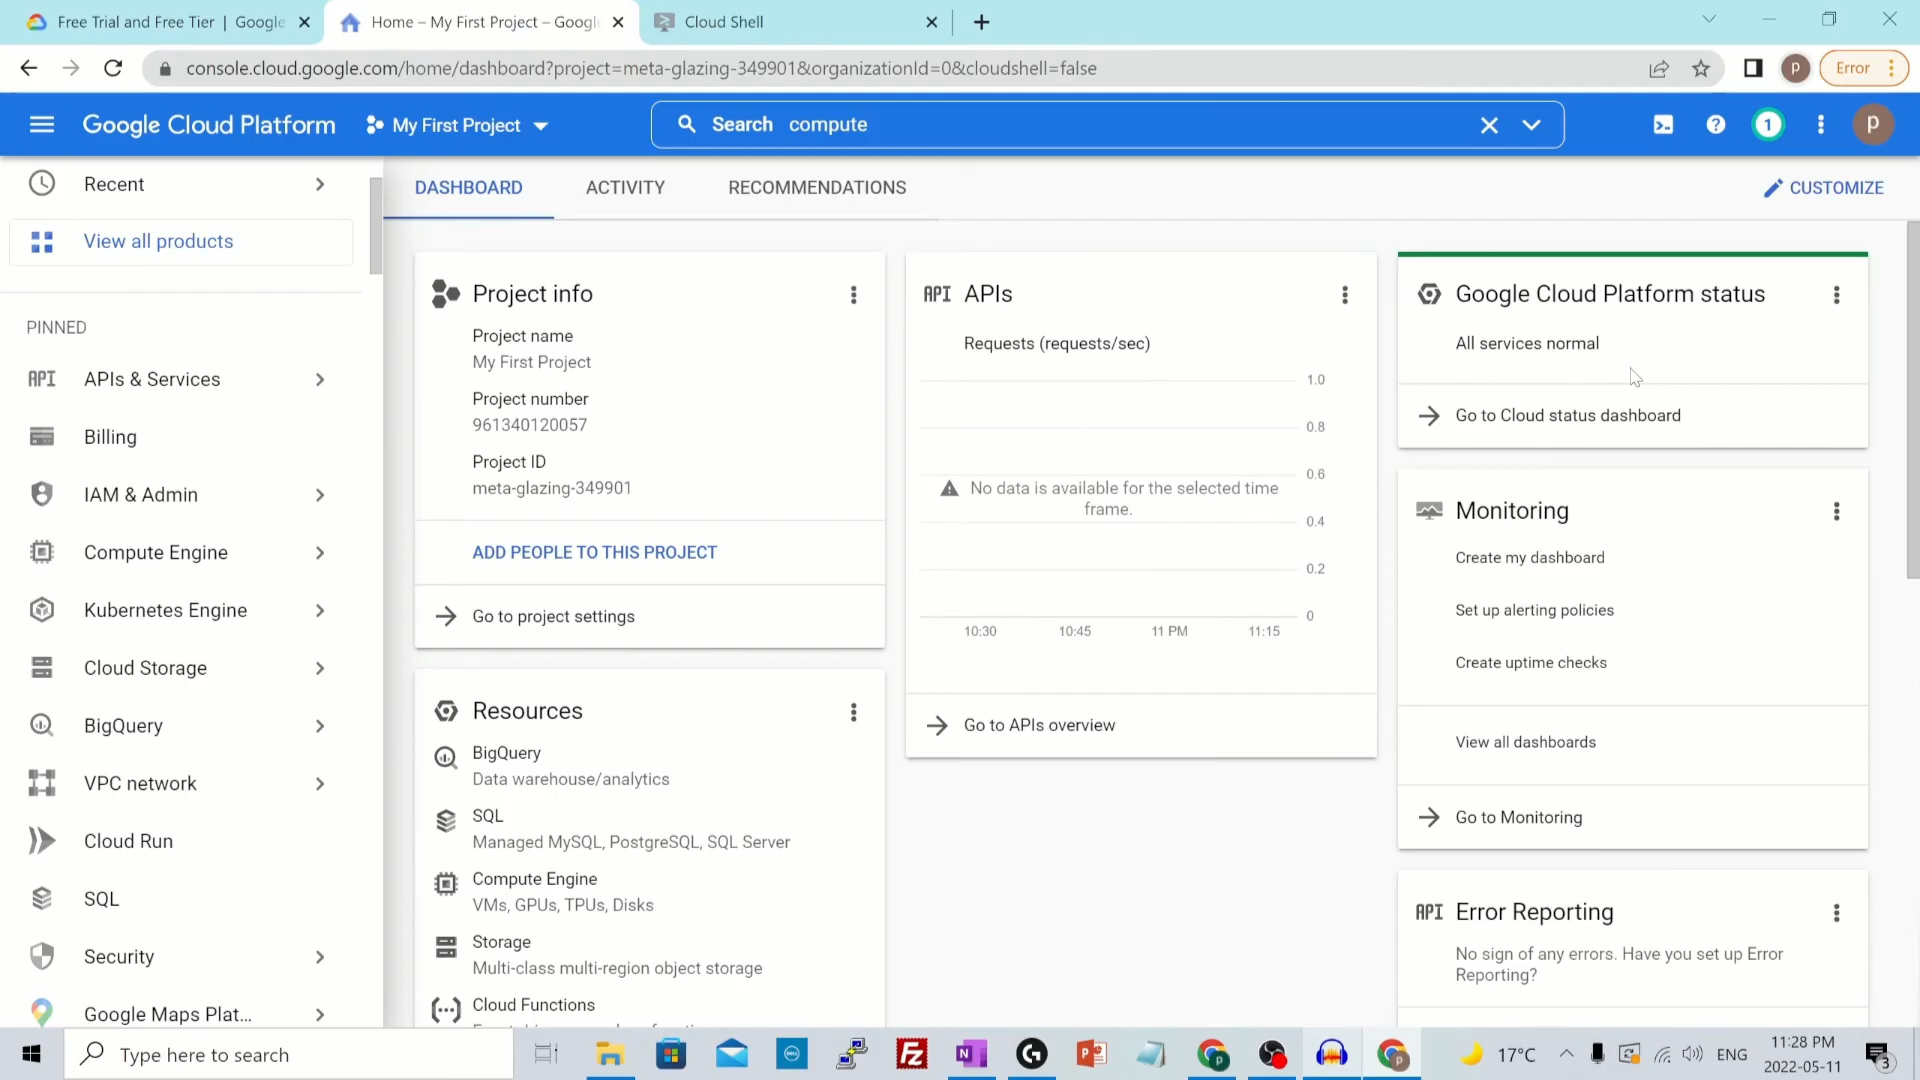 Free Trial and Free Tier | Google
Home – My First Project – Google
Cloud Shell
console.cloud.google.com/home/dashboard?project=meta-glazing-349901&organizationId=0&cloudshell=false
P
Error
Google Cloud Platform
My First Project
Search compute
1
P
Recent
View all products
PINNED
API APIs & Services
Billing
IAM & Admin
Compute Engine
Kubernetes Engine
Cloud Storage
BigQuery
VPC network
Cloud Run
SQL
Security
Google Maps Plat...
DASHBOARD
ACTIVITY
RECOMMENDATIONS
CUSTOMIZE
Project info
Project name
My First Project
Project number
961340120057
Project ID
meta-glazing-349901
ADD PEOPLE TO THIS PROJECT
Go to project settings
Resources
BigQuery
Data warehouse/analytics
SQL
Managed MySQL, PostgreSQL, SQL Server
Compute Engine
VMs, GPUs, TPUs, Disks
Storage
Multi-class multi-region object storage
Cloud Functions
API APIs
Requests (requests/sec)
1.0
0.8
0.6
No data is available for the selected time
frame.
0.4
0.2
0
10:30
10:45
11 PM
11:15
Go to APIs overview
Google Cloud Platform status
All services normal
Go to Cloud status dashboard
Monitoring
Create my dashboard
Set up alerting policies
Create uptime checks
View all dashboards
Go to Monitoring
API Error Reporting
No sign of any errors. Have you set up Error
Reporting?
Type here to search
17°C
ENG
11:28 PM
2022-05-11
3